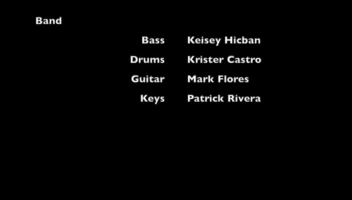 Band
Bass Keisey Hicban
Drums Krister Castro
Guitar Mark Flores
Keys Patrick Rivera